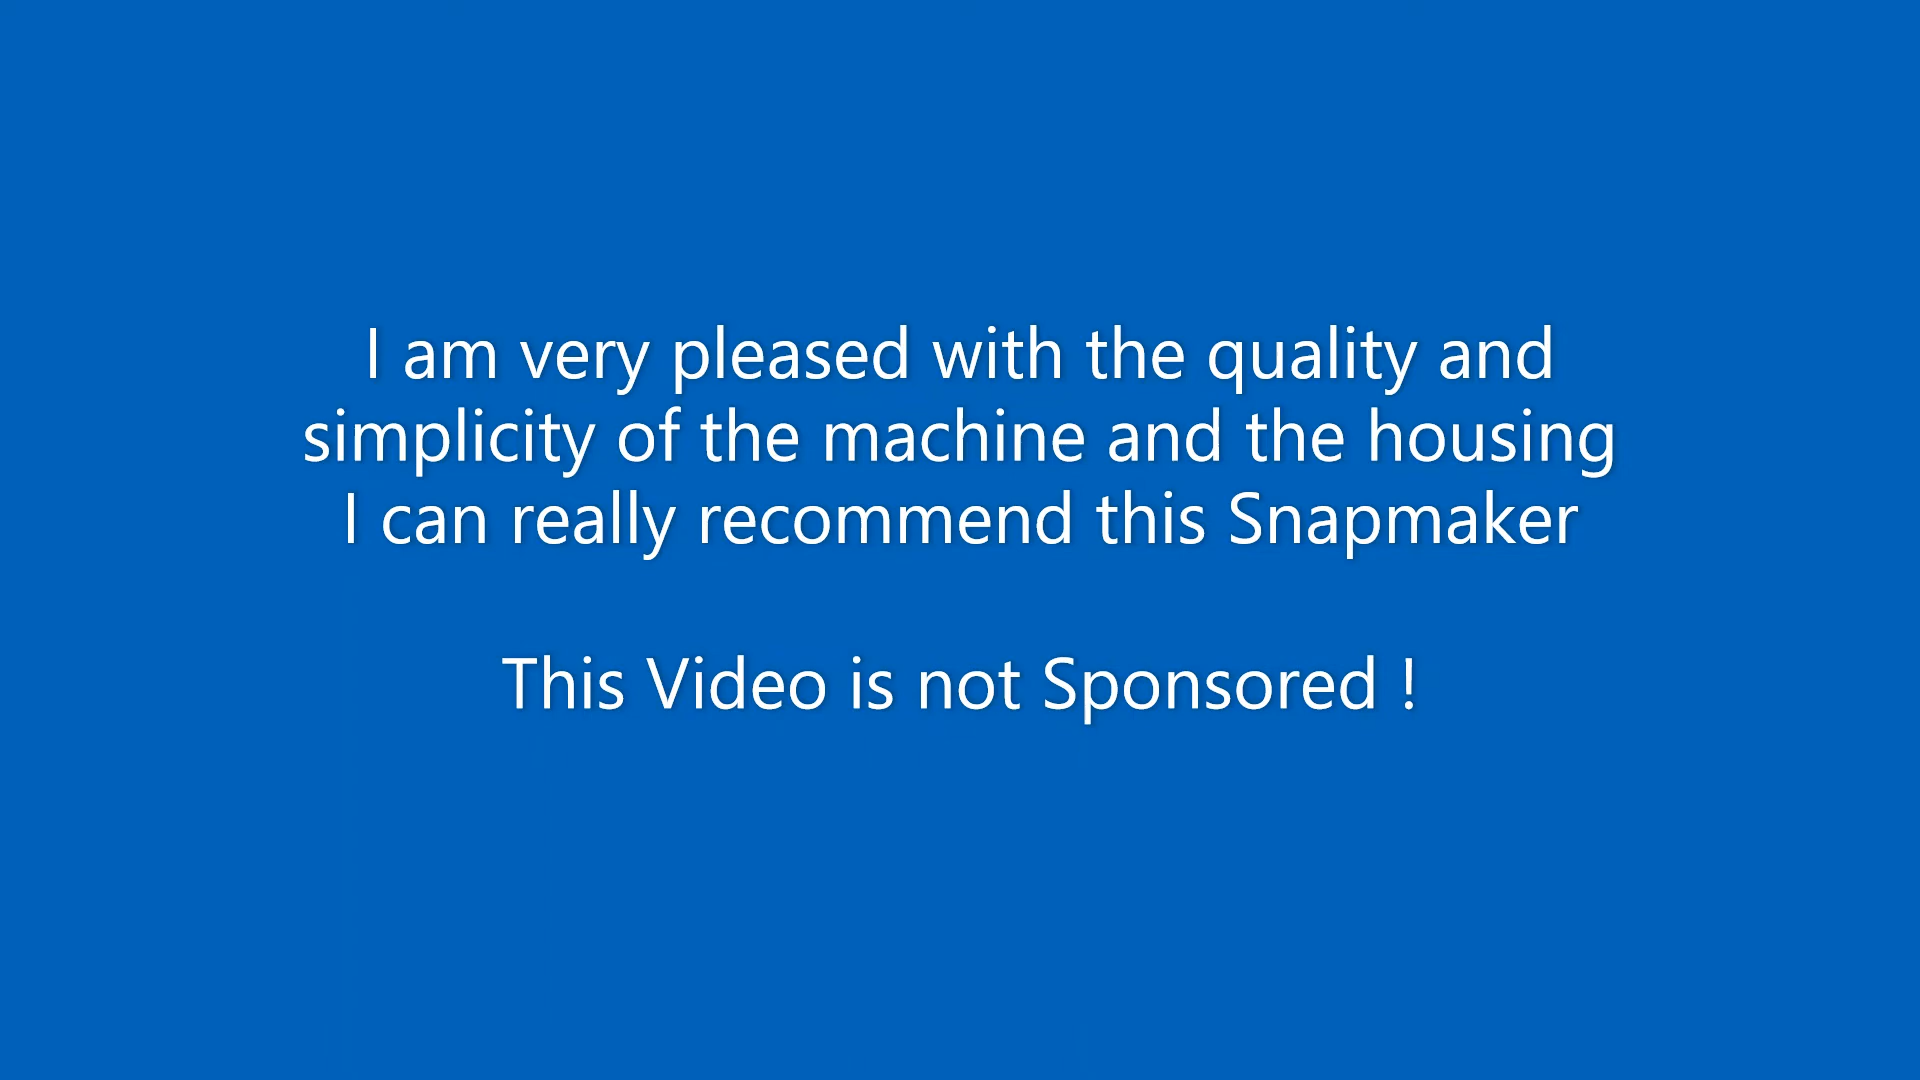 I am very pleased with the quality and
simplicity of the machine and the housing
I can really recommend this Snapmaker
This Video is not Sponsored !